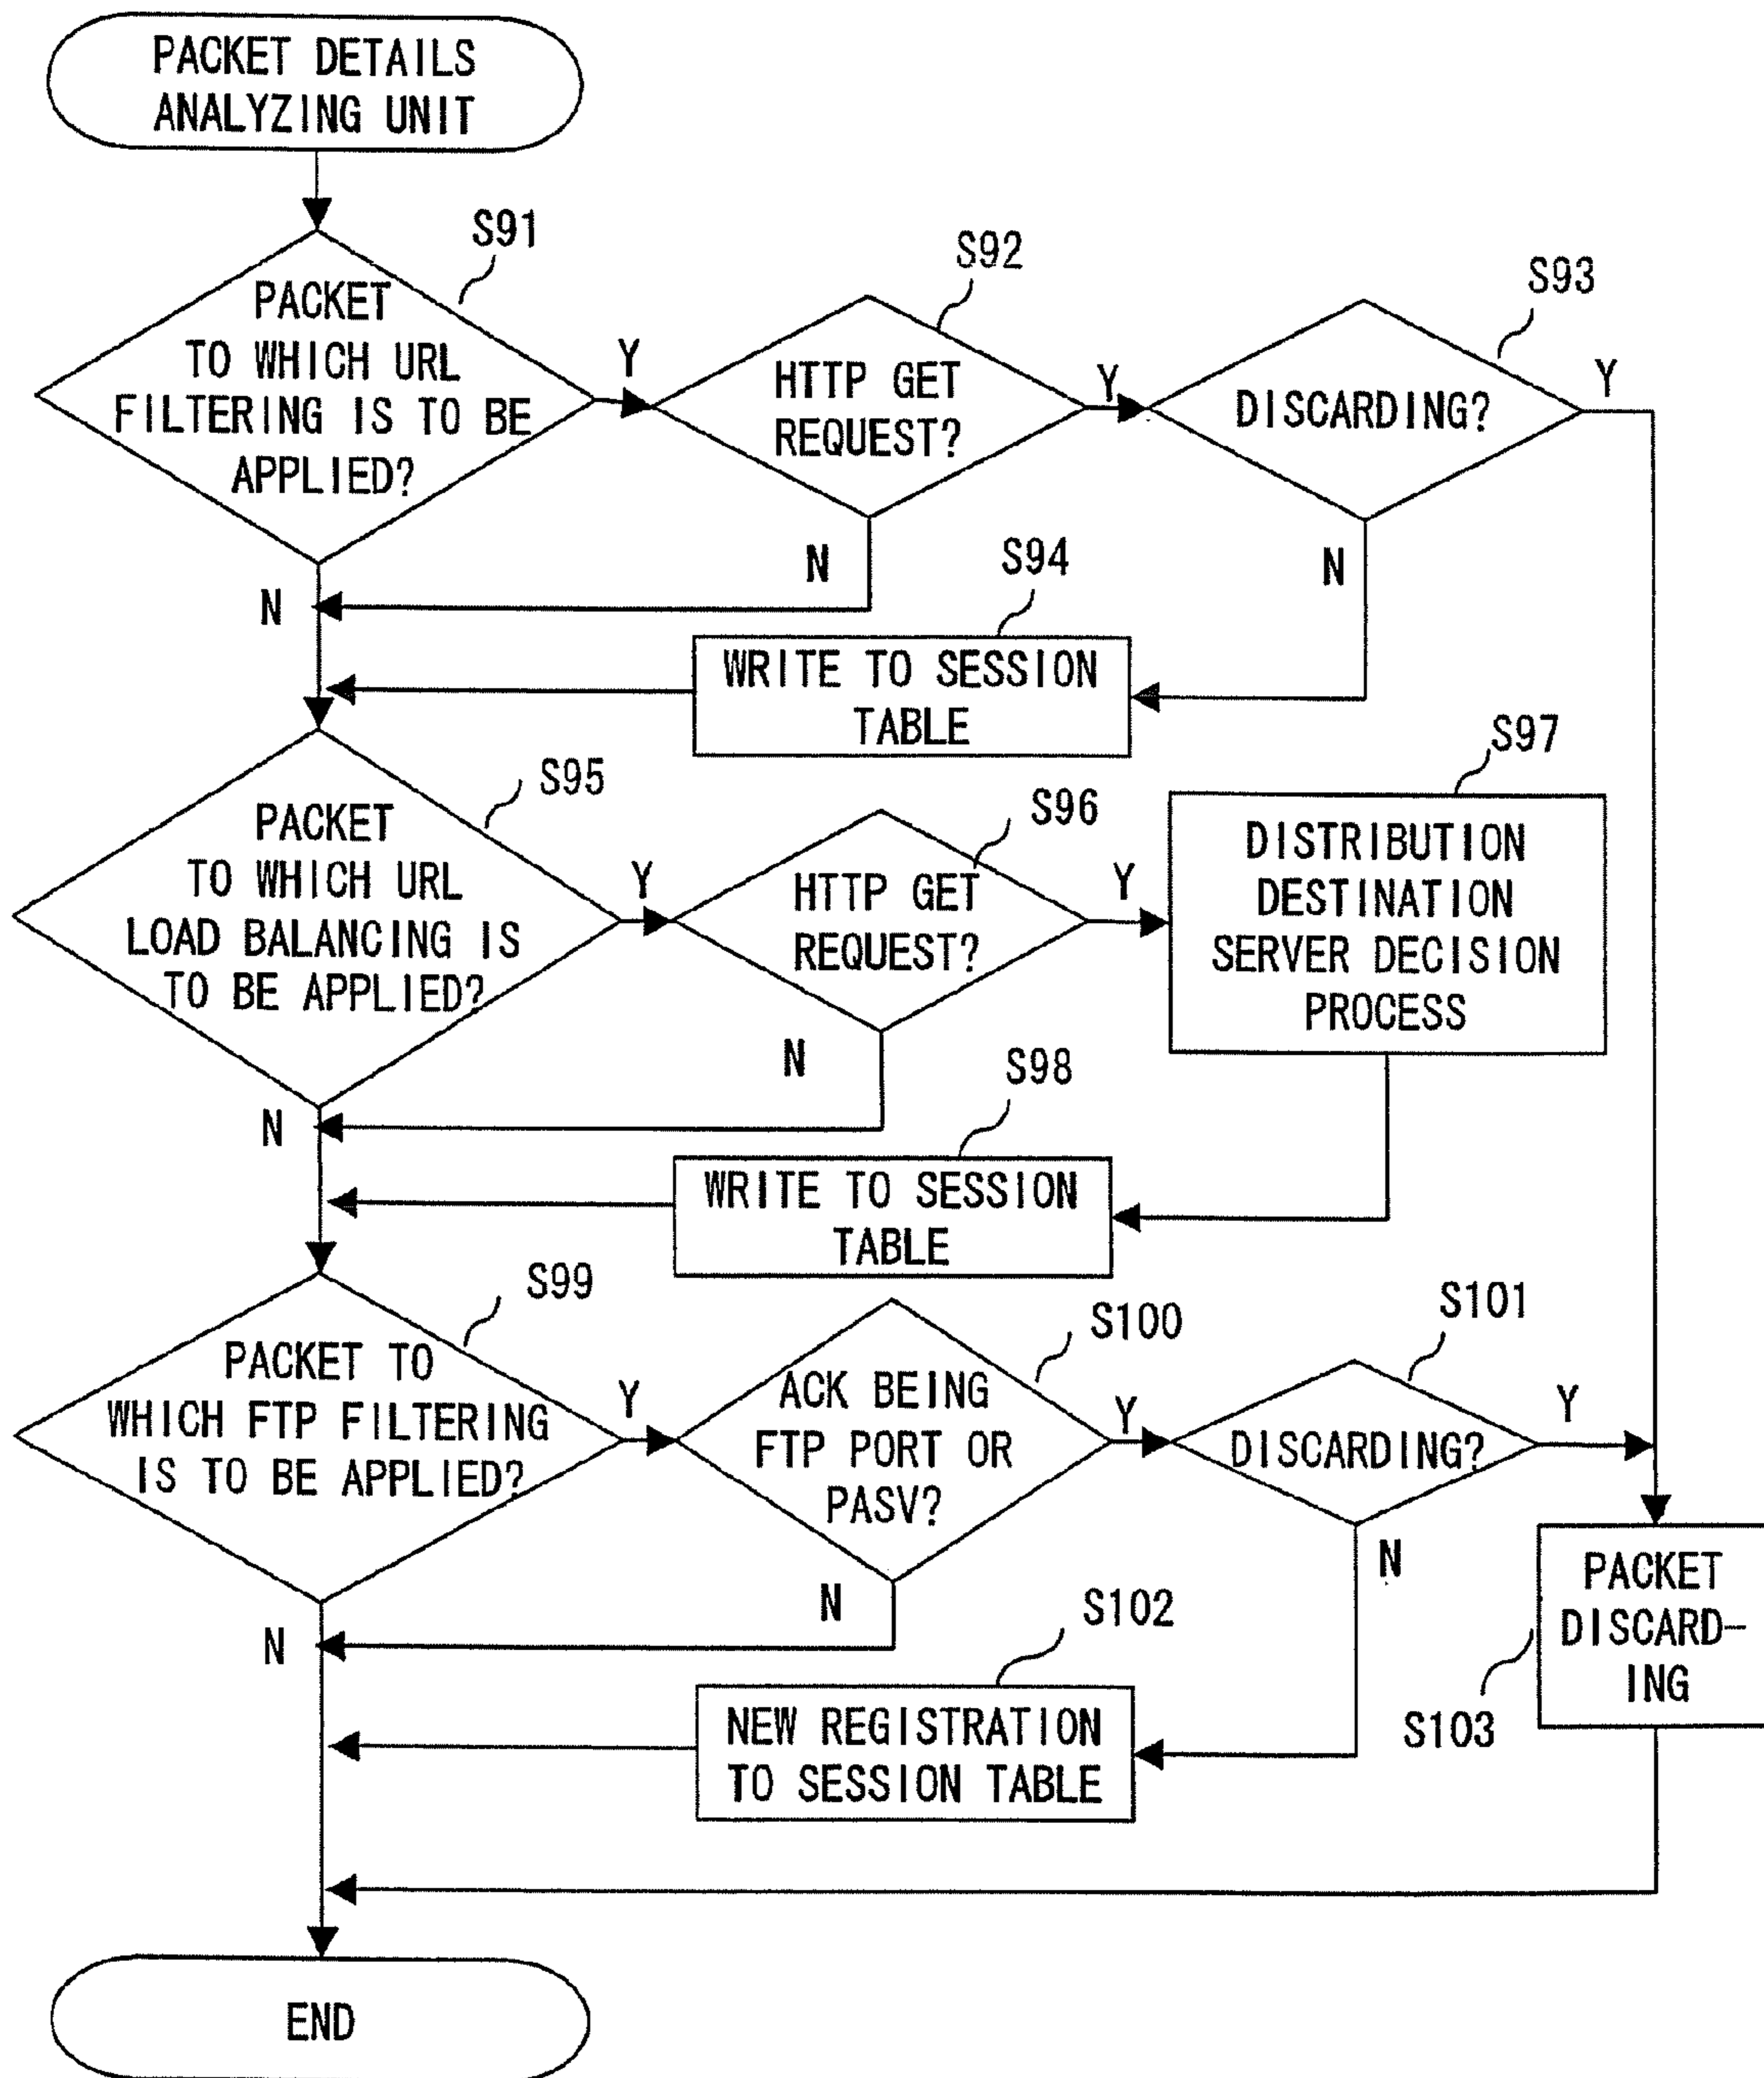 PACKET DETAILS
ANALYZING UNIT
S91
PACKET
TO WHICH URL
FILTERING IS TO BE
APPLIED?
Y
N
S92
HTTP GET
REQUEST?
Y
N
S93
DISCARDING?
Y
N
S94
WRITE TO SESSION
TABLE
S95
PACKET
TO WHICH URL
LOAD BALANCING IS
TO BE APPLIED?
Y
N
S96
HTTP GET
REQUEST?
Y
N
S97
DISTRIBUTION
DESTINATION
SERVER DECISION
PROCESS
S98
WRITE TO SESSION
TABLE
S99
PACKET TO
WHICH FTP FILTERING
IS TO BE APPLIED?
Y
N
S100
ACK BEING
FTP PORT OR
PASV?
Y
N
S101
DISCARDING?
Y
N
S102
NEW REGISTRATION
TO SESSION TABLE
S103
PACKET
DISCARD-
ING
END